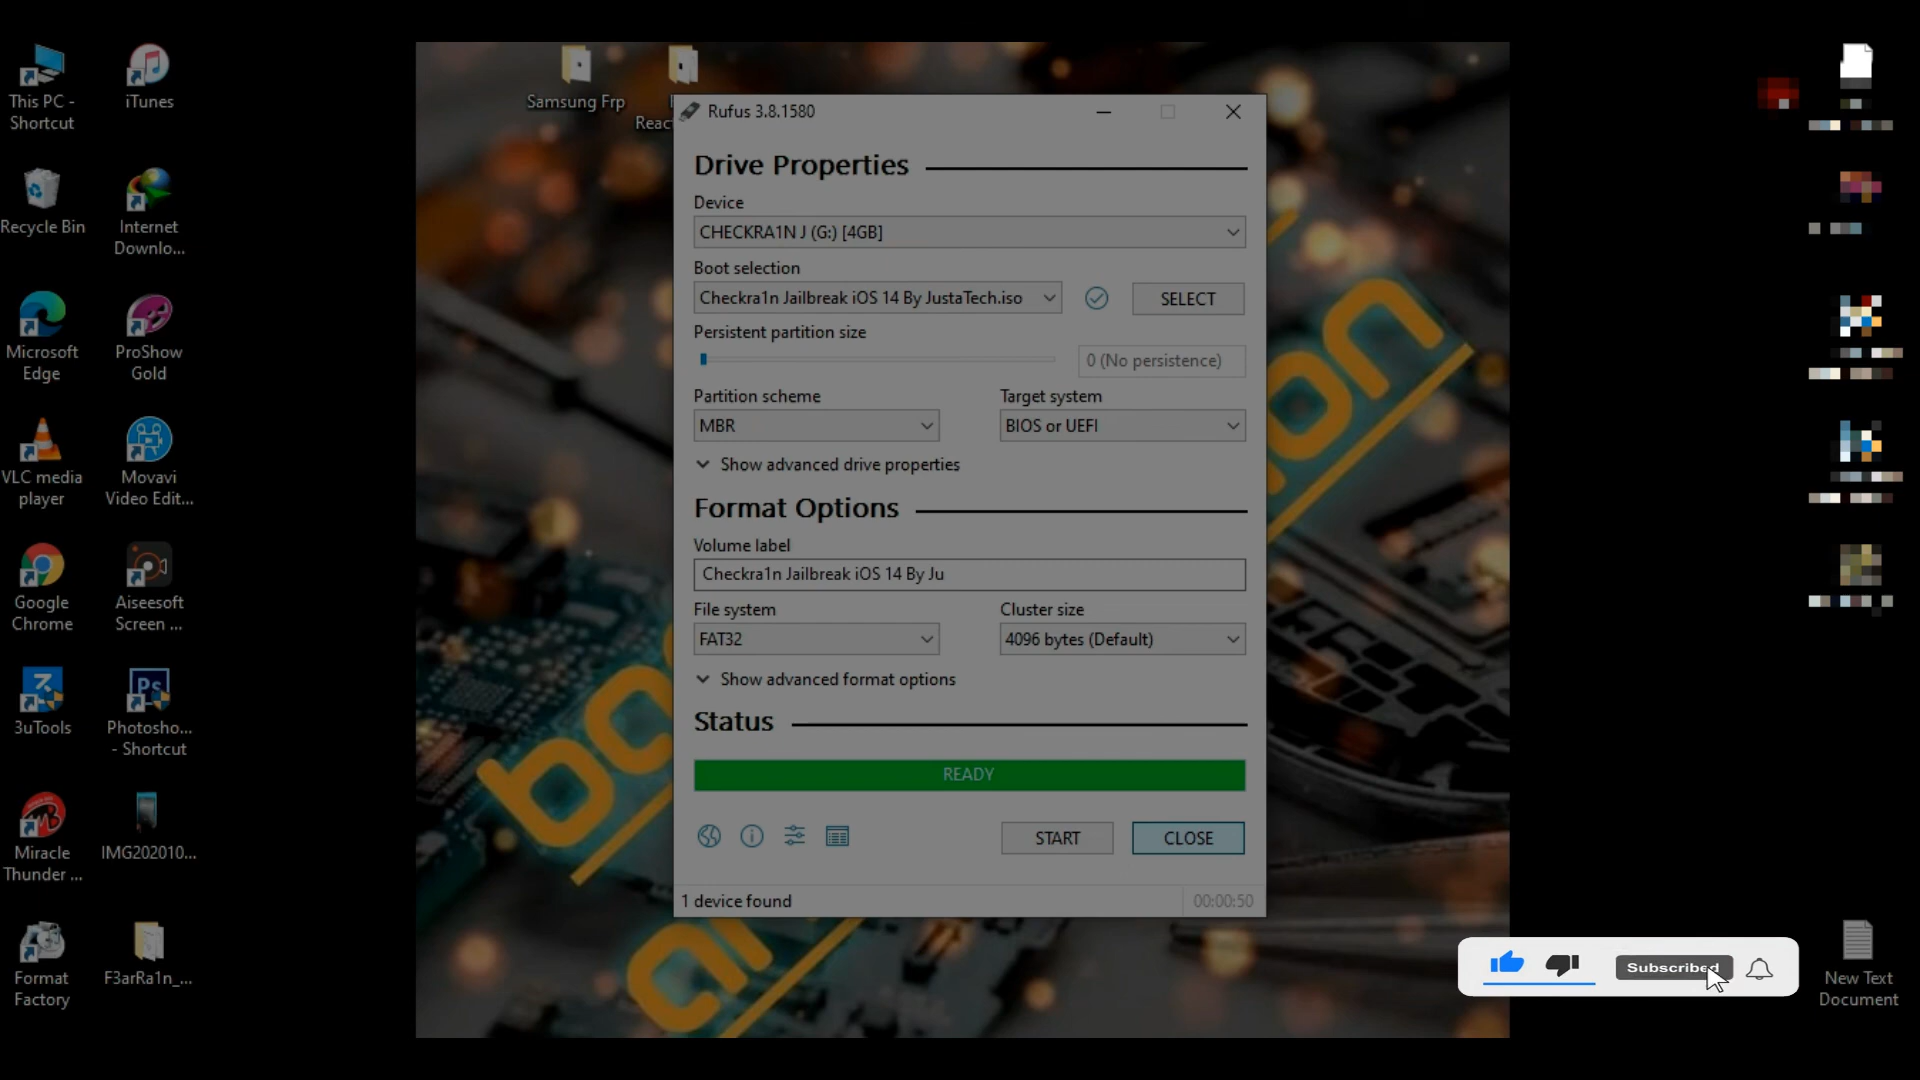 This PC -
Shortcut
iTunes
Recycle Bin
Internet
Downlo...
Microsoft
Edge
ProShow
Gold
VLC media
player
Movavi
Video Edit...
Google
Chrome
Aiseesoft
Screen ...
3uTools
Ps
Photosho...
- Shortcut
Miracle
Thunder ...
IMG202010...
Format
Factory
F3arRa1n_...
Samsung Frp
Rufus 3.8.1580
Drive Properties
Device
CHECKRA1N J (G:) [4GB]
Boot selection
Checkra1n Jailbreak iOS 14 By JustaTech.iso
SELECT
Persistent partition size
0 (No persistence)
Partition scheme
Target system
MBR
BIOS or UEFI
Show advanced drive properties
Format Options
Volume label
Checkra1n Jailbreak iOS 14 By Ju
File system
Cluster size
FAT32
4096 bytes (Default)
Show advanced format options
Status
READY
START
CLOSE
1 device found
00:00:50
Subscribed
New Text
Document